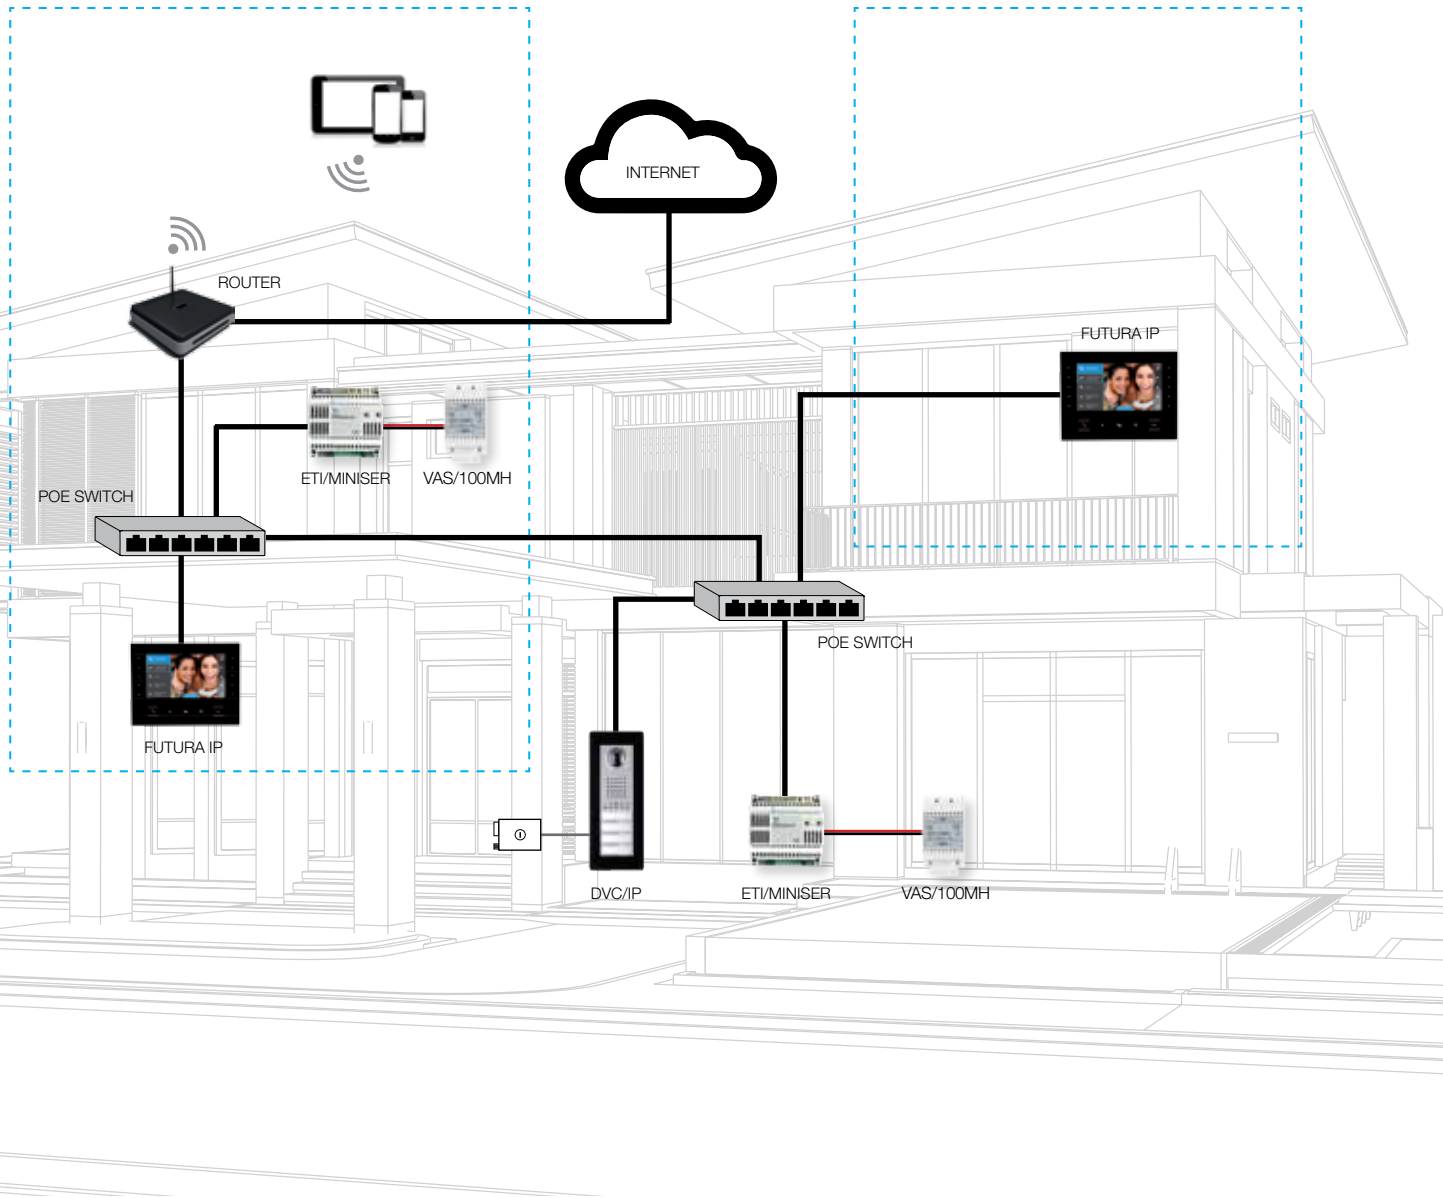 INTERNET
ROUTER
FUTURA IP
ETI/MINISER
VAS/100MH
POE SWITCH
POE SWITCH
FUTURA IP
DVC/IP
ETI/MINISER
VAS/100MH